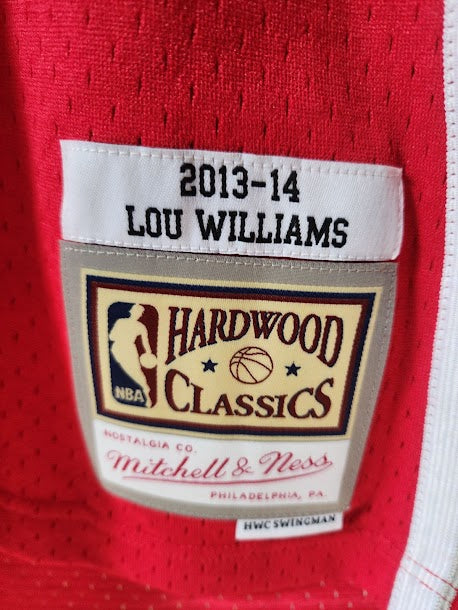 2013-14
LOU WILLIAMS
HARDWOOD
CLASSICS
NBA
NOSTALGIA CO.
Mitchell & Ness
PHILADELPHIA, PA.
HWC SWINGMAN